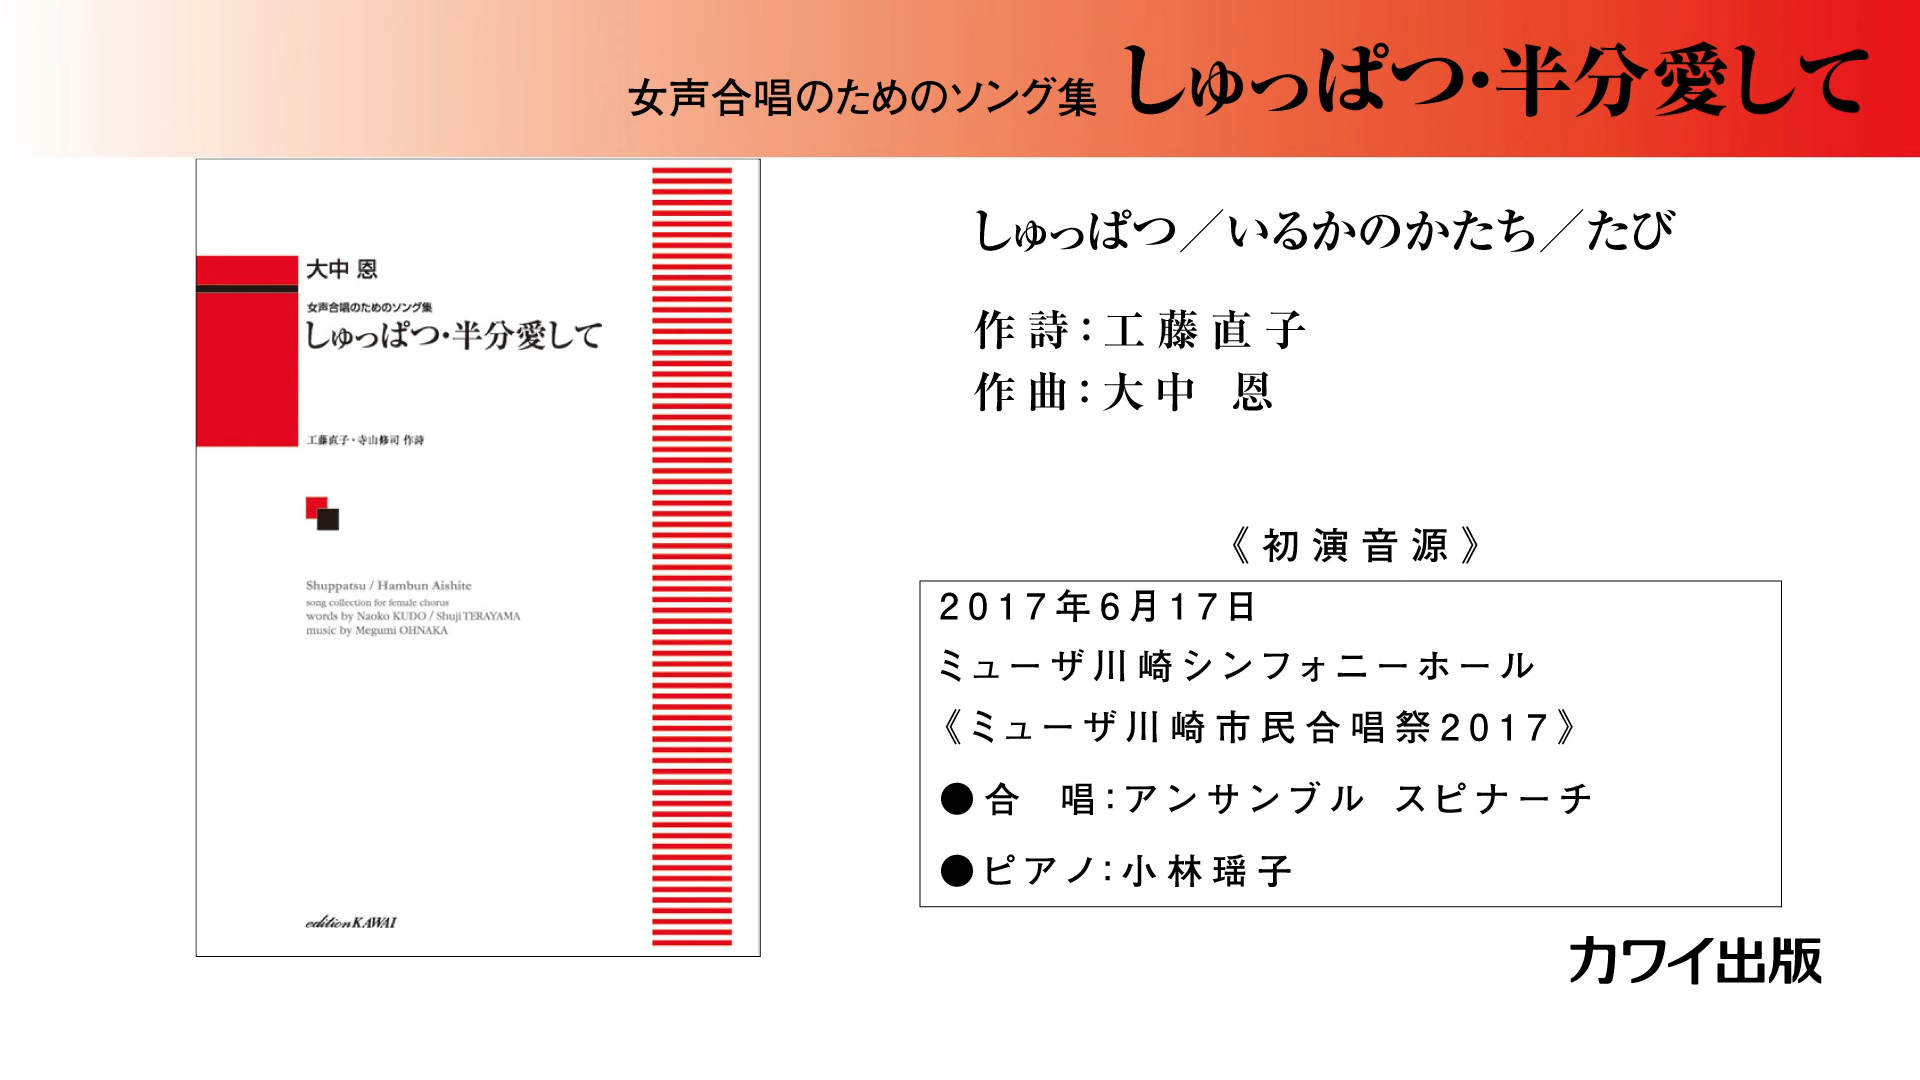 女声合唱のためのソング集 しゅっぱつ・半分愛して
大中 恩
女声合唱のためのソング集
しゅっぱつ・半分愛して
工藤直子・寺山修司 作詩
Shuppatsu / Hambun Aishite
song collection for female chorus
words by Naoko KUDO / Shuji TERAYAMA
music by Megumi OHNAKA
edition KAWAI
しゅっぱつ／いるかのかたち／たび
作詩：工藤直子
作曲：大中 恩
《初演音源》
2017年6月17日
ミューザ川崎シンフォニーホール
《ミューザ川崎市民合唱祭2017》
●合 唱：アンサンブル スピナーチ
●ピアノ：小林瑶子
カワイ出版